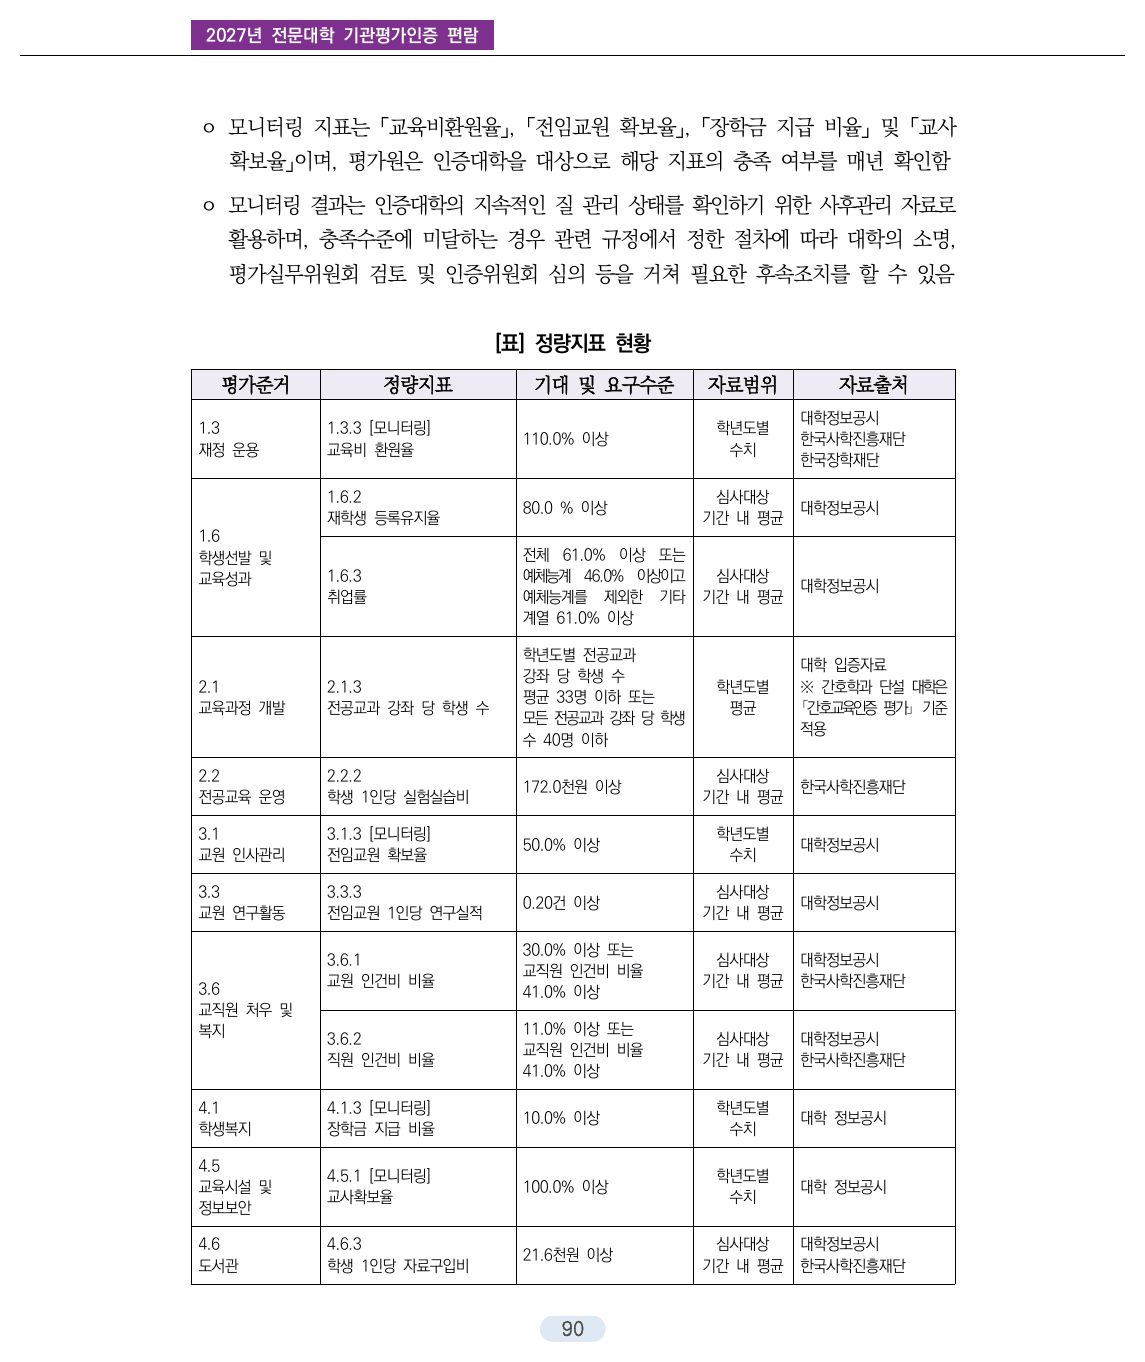 2027년 전문대학 기관평가인증 편람
ㅇ 모니터링 지표는 「교육비환원율」, 「전임교원 확보율」, 「장학금 지급 비율」 및 「교사
확보율」이며, 평가원은 인증대학을 대상으로 해당 지표의 충족 여부를 매년 확인함
ㅇ 모니터링 결과는 인증대학의 지속적인 질 관리 상태를 확인하기 위한 사후관리 자료로
활용하며, 충족수준에 미달하는 경우 관련 규정에서 정한 절차에 따라 대학의 소명,
평가실무위원회 검토 및 인증위원회 심의 등을 거쳐 필요한 후속조치를 할 수 있음
[표] 정량지표 현황
평가준거 정량지표 기대 및 요구수준 자료범위 자료출처
1.3
재정 운용
1.3.3 [모니터링]
교육비 환원율
110.0% 이상
학년도별
수치
대학정보공시
한국사학진흥재단
한국장학재단
1.6
학생선발 및
교육성과
1.6.2
재학생 등록유지율
80.0 % 이상
심사대상
기간 내 평균
대학정보공시
1.6.3
취업률
전체 61.0% 이상 또는
예체능계 46.0% 이상이고
예체능계를 제외한 기타
계열 61.0% 이상
심사대상
기간 내 평균
대학정보공시
2.1
교육과정 개발
2.1.3
전공교과 강좌 당 학생 수
학년도별 전공교과
강좌 당 학생 수
평균 33명 이하 또는
모든 전공교과 강좌 당 학생
수 40명 이하
학년도별
평균
대학 입증자료
※ 간호학과 단설 대학은
「간호교육인증 평가」 기준
적용
2.2
전공교육 운영
2.2.2
학생 1인당 실험실습비
172.0천원 이상
심사대상
기간 내 평균
한국사학진흥재단
3.1
교원 인사관리
3.1.3 [모니터링]
전임교원 확보율
50.0% 이상
학년도별
수치
대학정보공시
3.3
교원 연구활동
3.3.3
전임교원 1인당 연구실적
0.20건 이상
심사대상
기간 내 평균
대학정보공시
3.6
교직원 처우 및
복지
3.6.1
교원 인건비 비율
30.0% 이상 또는
교직원 인건비 비율
41.0% 이상
심사대상
기간 내 평균
대학정보공시
한국사학진흥재단
3.6.2
직원 인건비 비율
11.0% 이상 또는
교직원 인건비 비율
41.0% 이상
심사대상
기간 내 평균
대학정보공시
한국사학진흥재단
4.1
학생복지
4.1.3 [모니터링]
장학금 지급 비율
10.0% 이상
학년도별
수치
대학 정보공시
4.5
교육시설 및
정보보안
4.5.1 [모니터링]
교사확보율
100.0% 이상
학년도별
수치
대학 정보공시
4.6
도서관
4.6.3
학생 1인당 자료구입비
21.6천원 이상
심사대상
기간 내 평균
대학정보공시
한국사학진흥재단
90